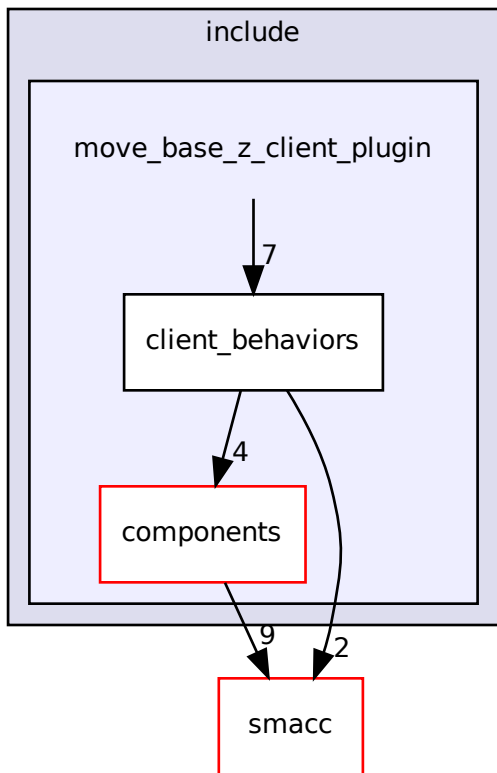 include
move_base_z_client_plugin
7
client_behaviors
4
components
9
2
smacc